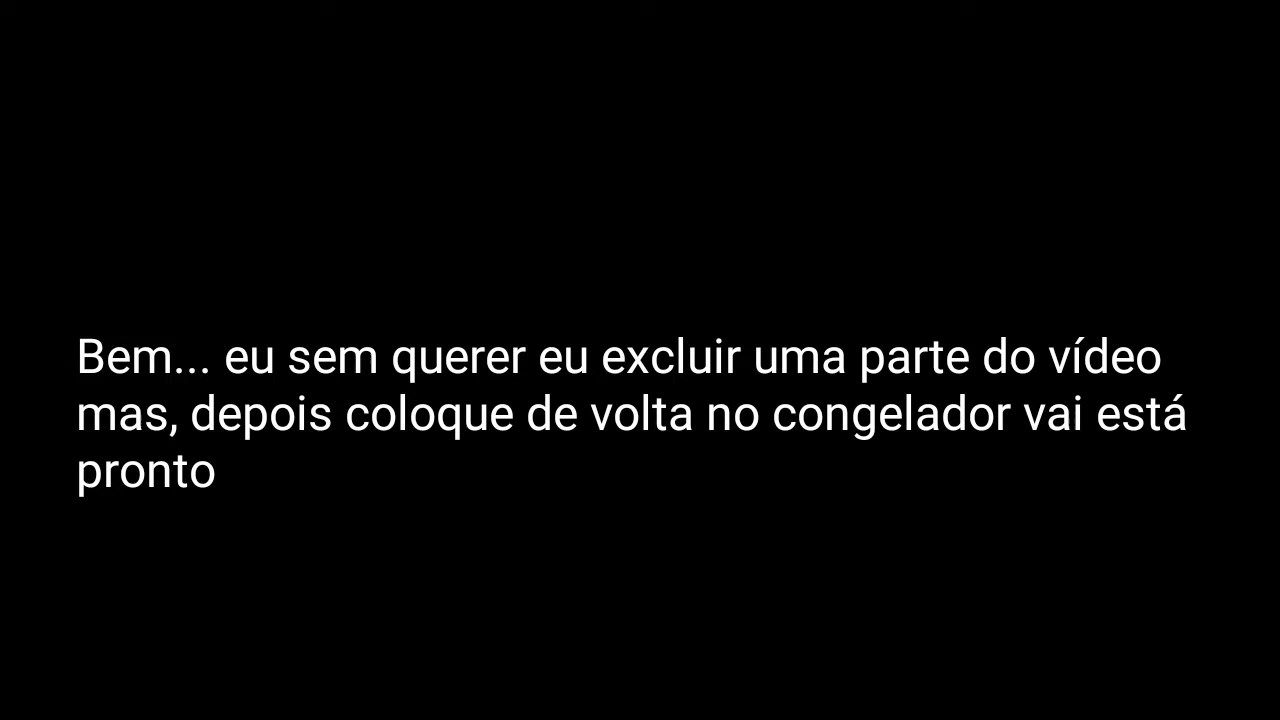 Bem... eu sem querer eu excluir uma parte do vídeo
mas, depois coloque de volta no congelador vai está
pronto